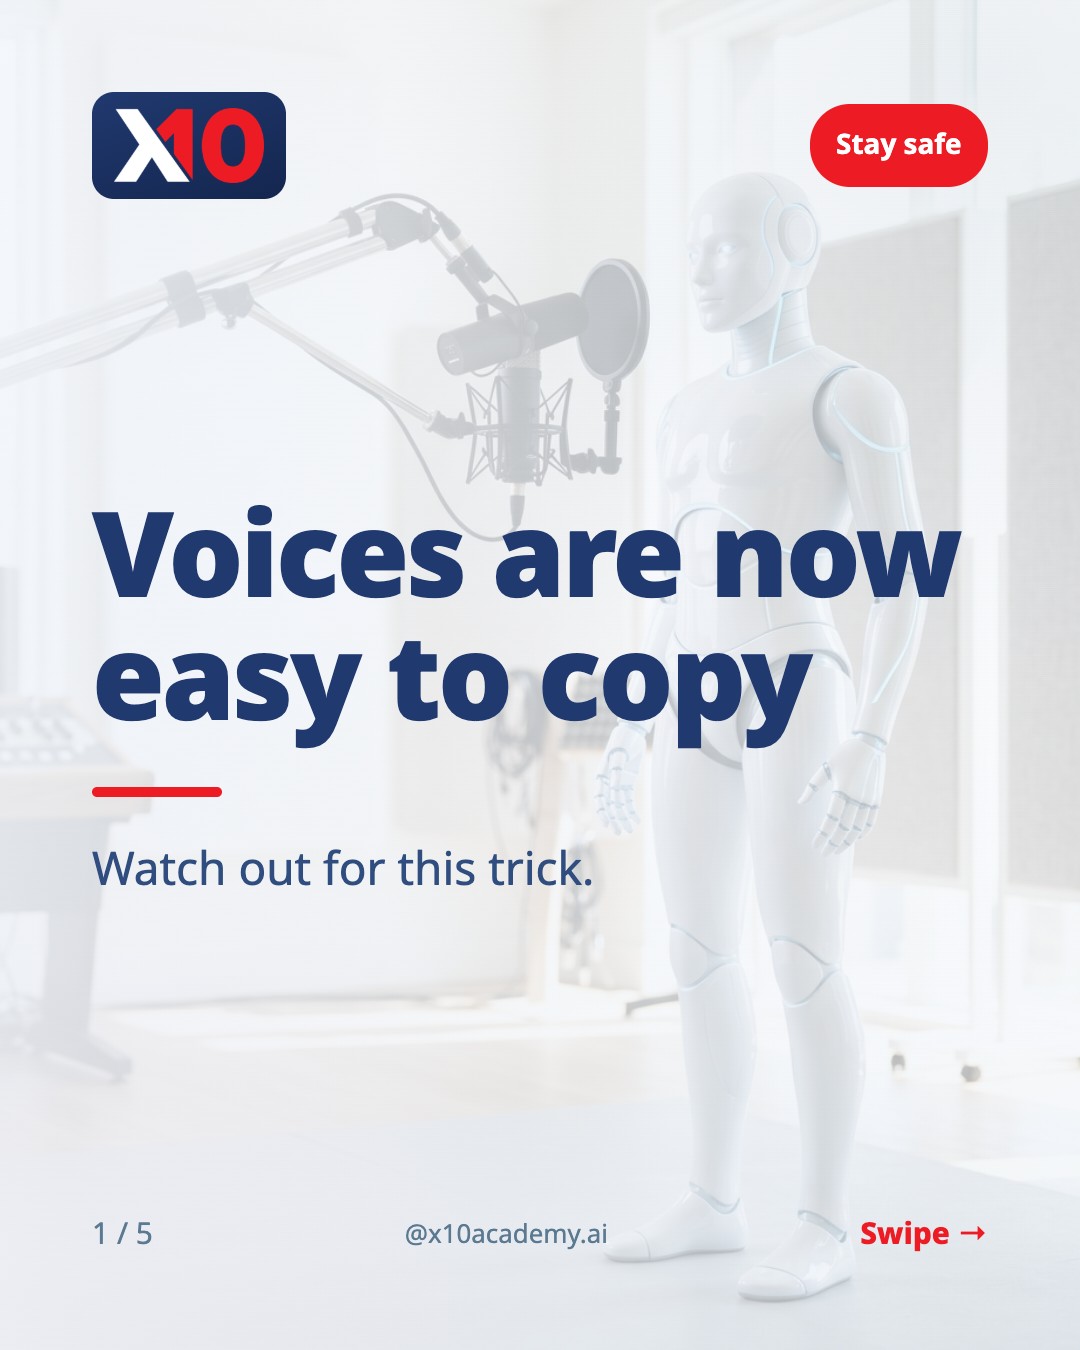 X10
Stay safe
Voices are now
easy to copy
Watch out for this trick.
1 / 5
@x10academy.ai
Swipe →